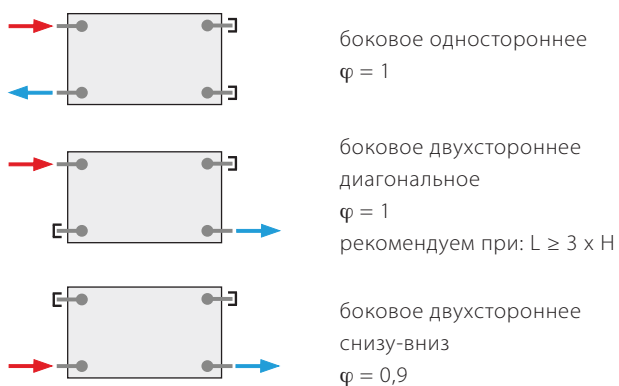 боковое одностороннее
φ = 1
боковое двухстороннее
диагональное
φ = 1
рекомендуем при: L ≥ 3 x H
боковое двухстороннее
снизу-вниз
φ = 0,9